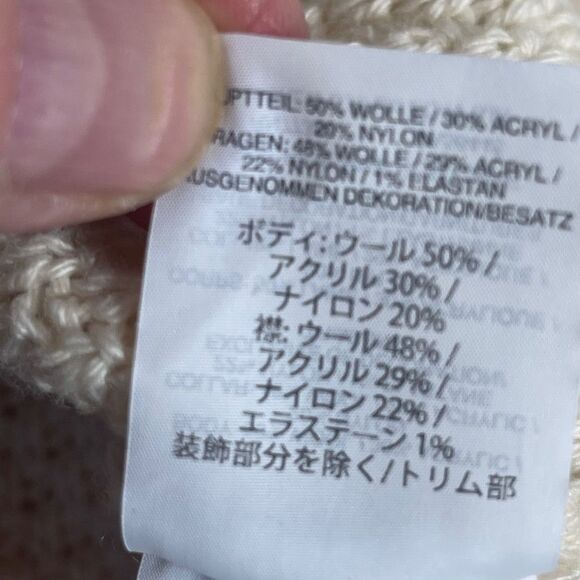 UPTTEIL: 50% WOLLE / 30% ACRYL /
20% NYLON
RAGEN: 48% WOLLE / 29% ACRYL /
22% NYLON / 1% ELASTAN
AUSGENOMMEN DEKORATION/BESATZ
ボディ: ウール 50% /
アクリル 30% /
ナイロン 20%
襟: ウール 48% /
アクリル 29% /
ナイロン 22% /
エラステーン 1%
装飾部分を除く/トリム部